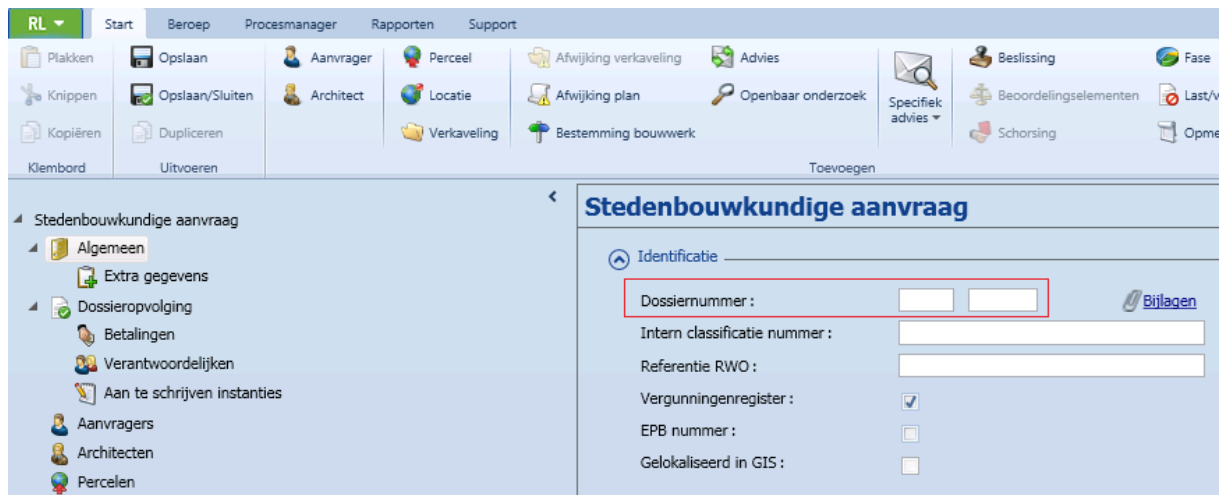 RL Start Beroep Procesmanager Rapporten Support
Plakken Opslaan Aanvrager Perceel Afwijking verkaveling Advies Beslissing Fase
Knippen Opslaan/Sluiten Architect Locatie Afwijking plan Openbaar onderzoek Specifiek advies Beoordelingselementen Last/v
Kopiëren Dupliceren Verkaveling Bestemming bouwwerk Schorsing Opme
Klembord Uitvoeren Toevoegen
Stedenbouwkundige aanvraag
Algemeen
Extra gegevens
Dossieropvolging
Betalingen
Verantwoordelijken
Aan te schrijven instanties
Aanvragers
Architecten
Percelen
Stedenbouwkundige aanvraag
Identificatie
Dossiernummer : Bijlagen
Intern classificatie nummer :
Referentie RWO :
Vergunningenregister :
EPB nummer :
Gelokaliseerd in GIS :